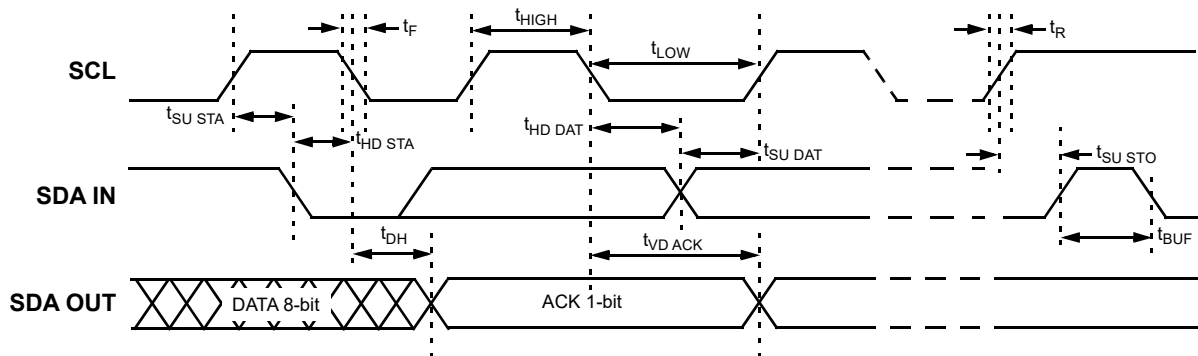 tF
tHIGH
tR
tLOW
SCL
tSU STA
tHD STA
tHD DAT
tSU DAT
tSU STO
SDA IN
tDH
tVD ACK
tBUF
SDA OUT
DATA 8-bit
ACK 1-bit